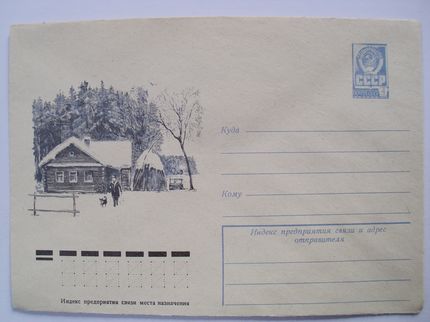 СССР
Куда
Кому
Индекс предприятия связи и адрес
отправителя
Индекс предприятия связи места назначения